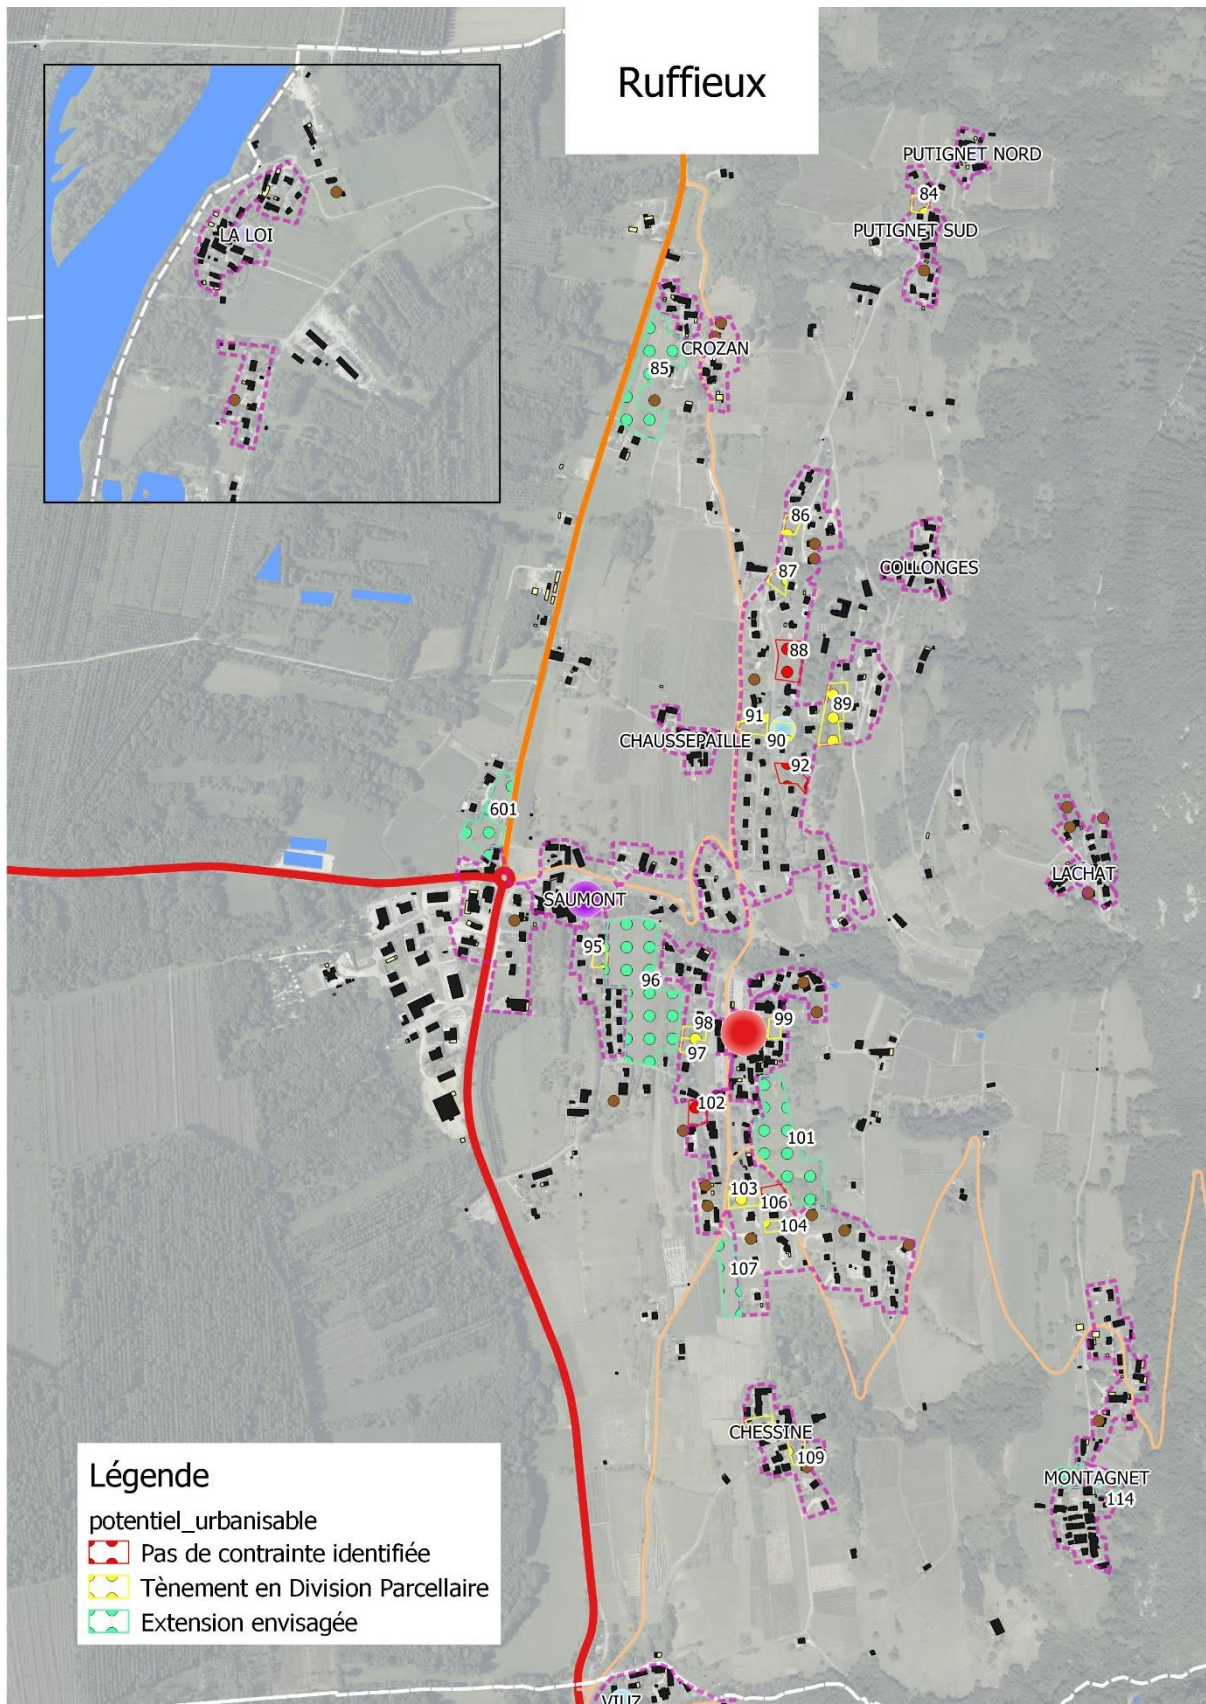 Ruffieux
PUTIGNET NORD
84
PUTIGNET SUD
LA LOI
CROZAN
85
86
COLLONGES
87
88
89
91
CHAUSSEPAILLE
90
92
601
LACHAT
SAUMONT
95
96
98
99
97
102
101
103
106
104
107
CHESSINE
109
MONTAGNET
114
Légende
potentiel_urbanisable
Pas de contrainte identifiée
Tènement en Division Parcellaire
Extension envisagée
VIUZ